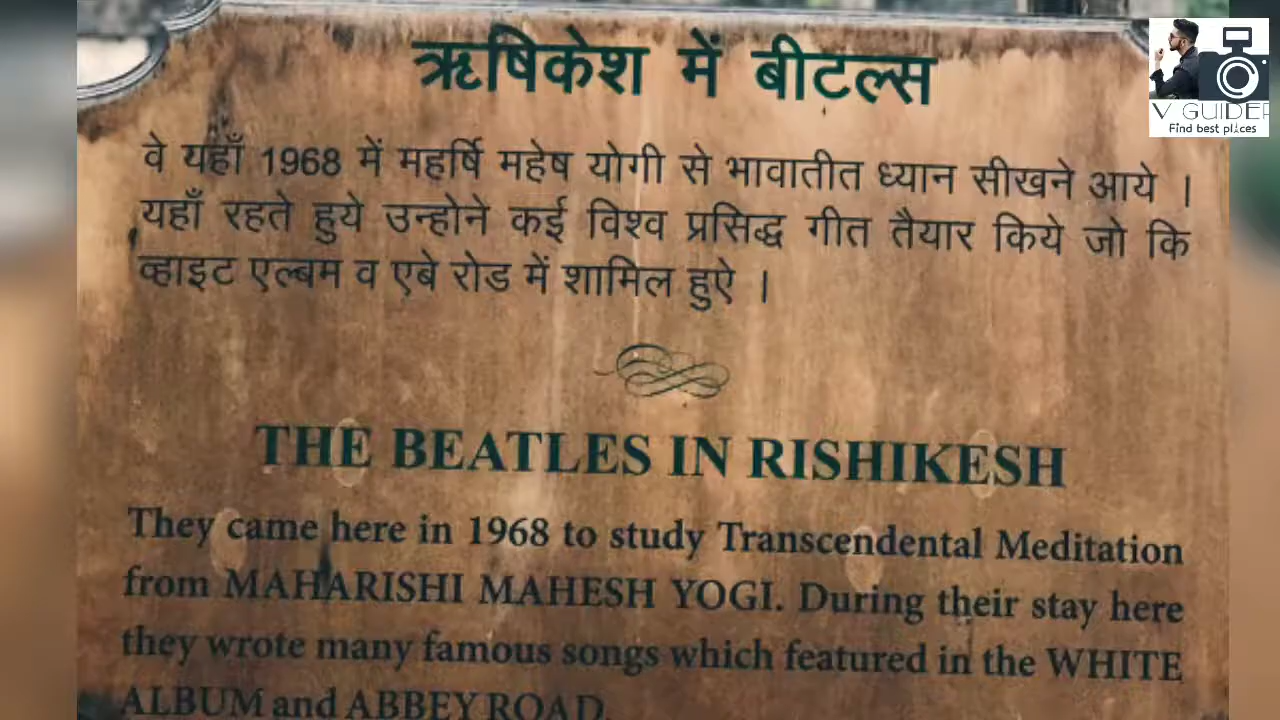 ऋषिकेश में बीटल्स
वे यहाँ 1968 में महर्षि महेष योगी से भावातीत ध्यान सीखने आये ।
यहाँ रहते हुये उन्होने कई विश्व प्रसिद्ध गीत तैयार किये जो कि
व्हाइट एल्बम व एबे रोड में शामिल हुऐ ।
THE BEATLES IN RISHIKESH
They came here in 1968 to study Transcendental Meditation
from MAHARISHI MAHESH YOGI. During their stay here
they wrote many famous songs which featured in the WHITE
ALBUM and ABBEY ROAD.
V GUIDER
Find best places